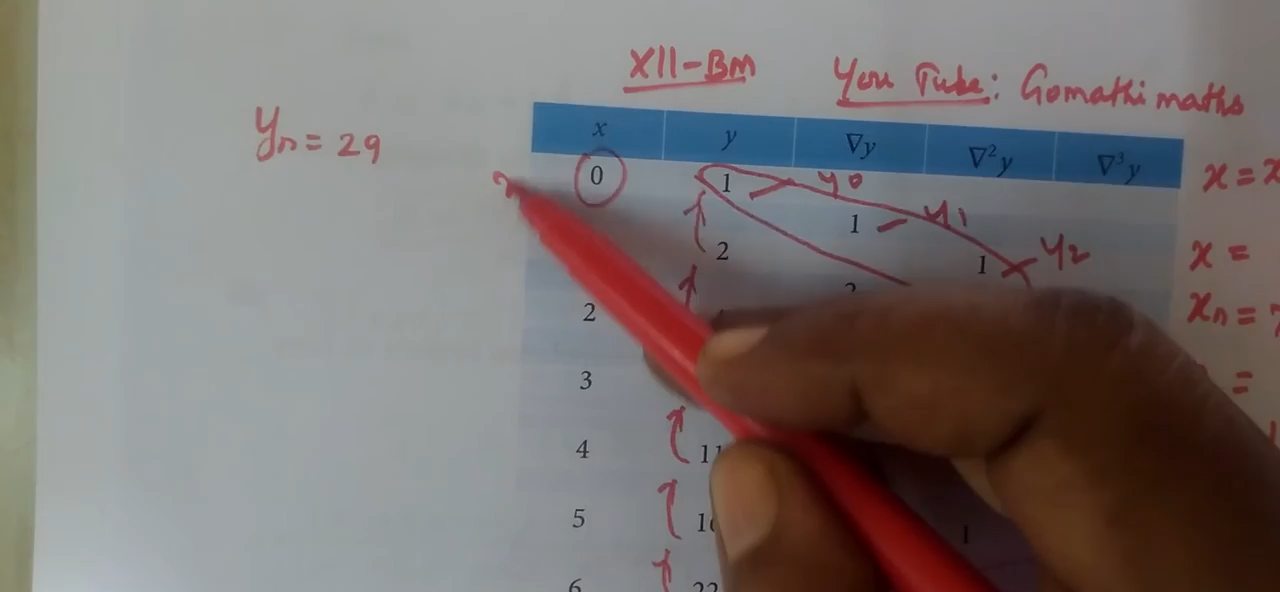 XII-BM You Tube: Gomathi maths
yn = 29
x y ∇y ∇²y ∇³y
0 1 y0
1 y1
2 1 y2
x =
2 xn =
3 =
4
5 1
6 22